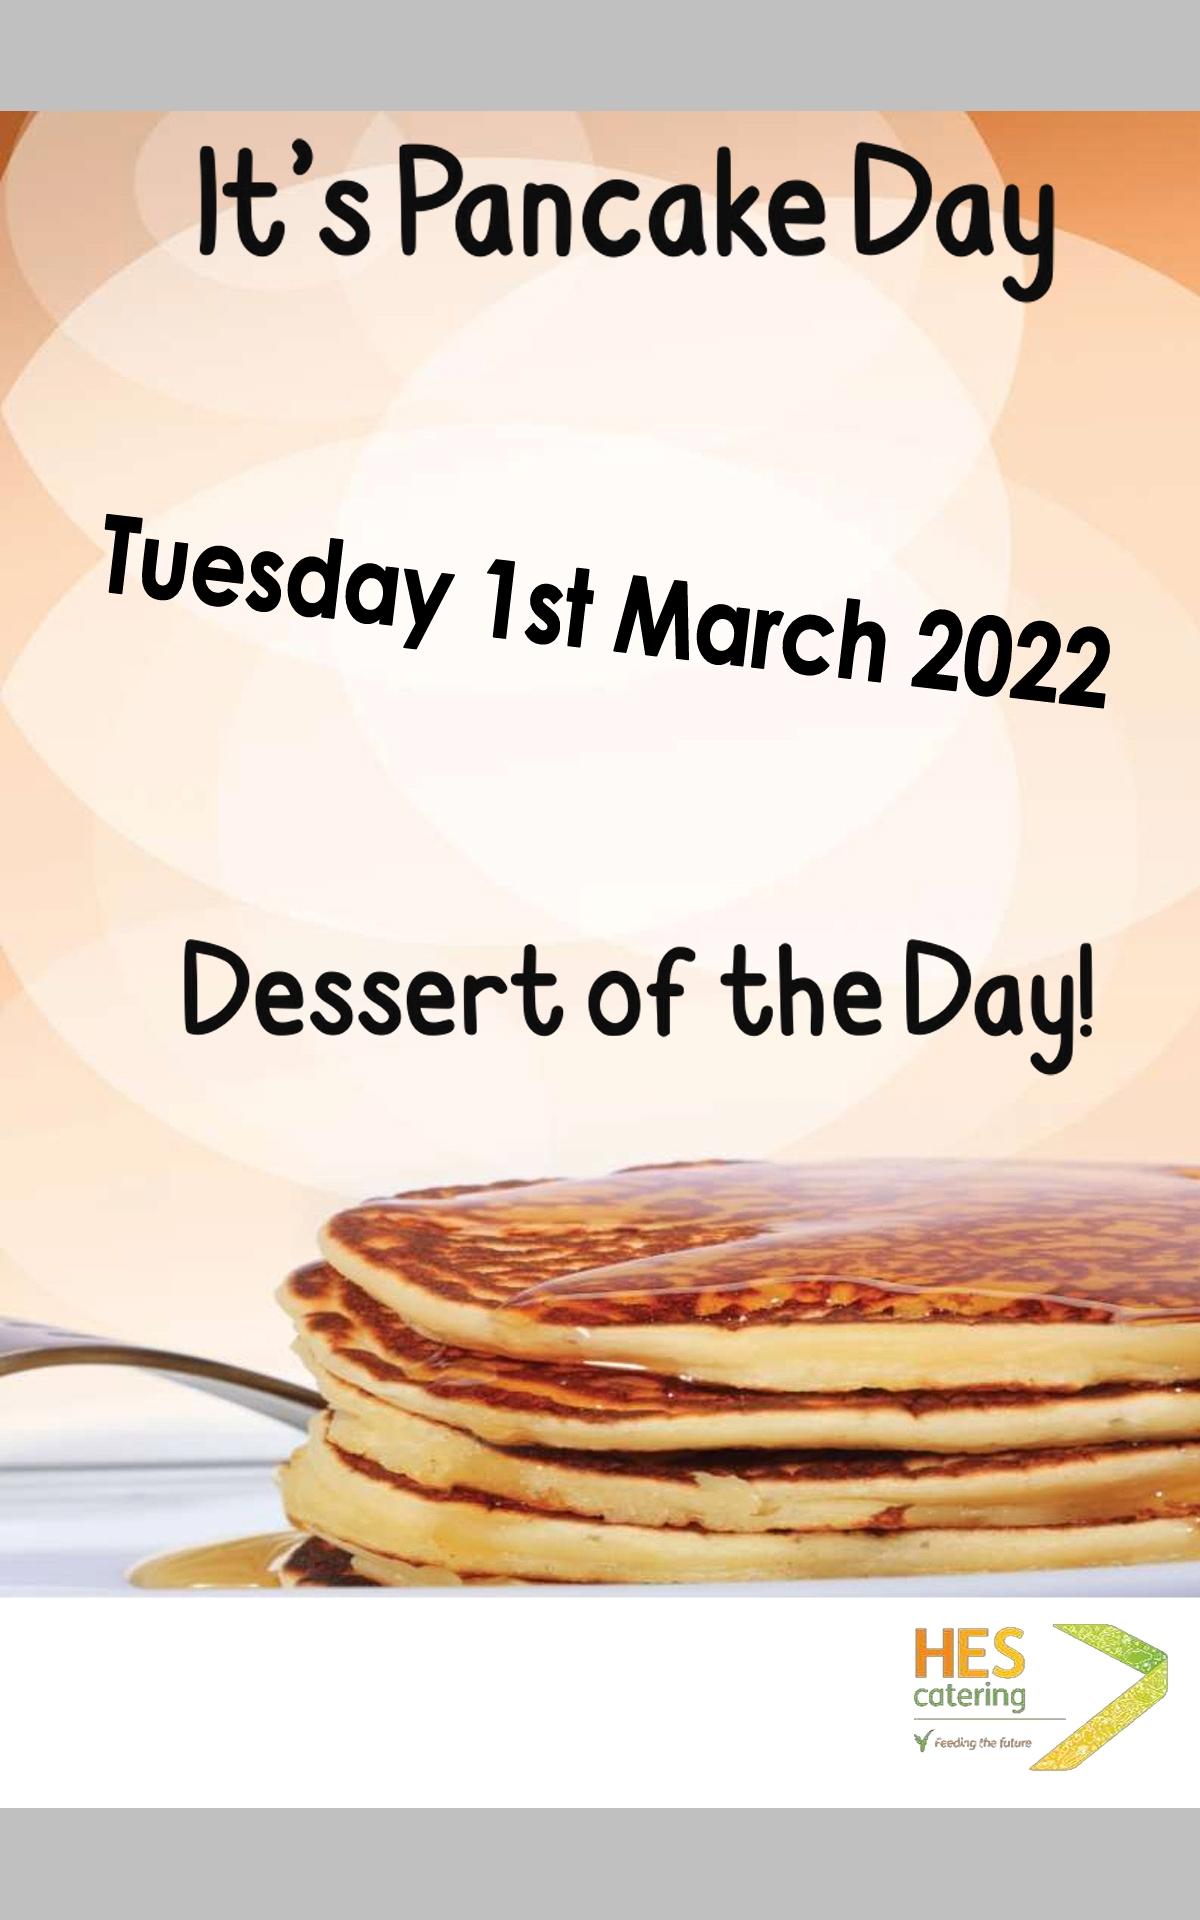 It's Pancake Day
Tuesday 1st March 2022
Dessert of the Day!
HES
catering
Feeding the future